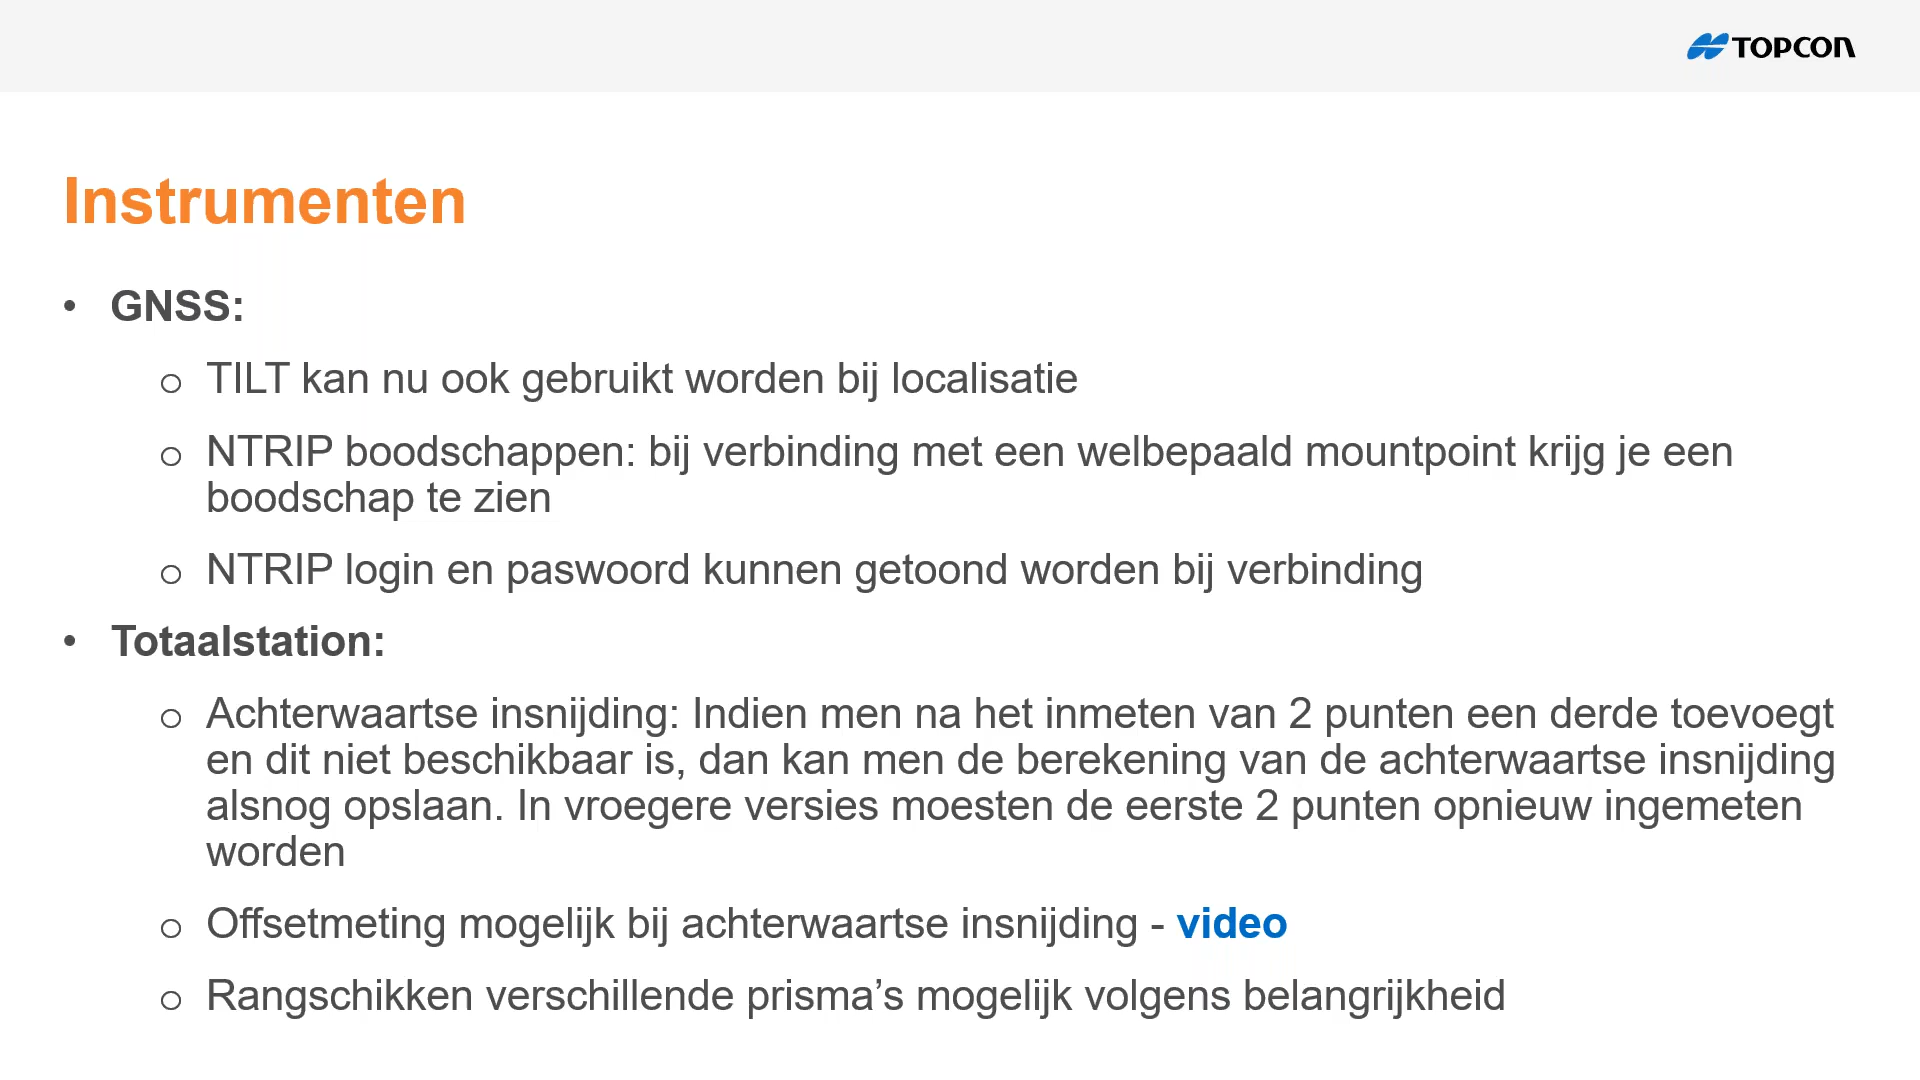 TOPCON
Instrumenten
• GNSS:
o TILT kan nu ook gebruikt worden bij localisatie
o NTRIP boodschappen: bij verbinding met een welbepaald mountpoint krijg je een
boodschap te zien
o NTRIP login en paswoord kunnen getoond worden bij verbinding
• Totaalstation:
o Achterwaartse insnijding: Indien men na het inmeten van 2 punten een derde toevoegt
en dit niet beschikbaar is, dan kan men de berekening van de achterwaartse insnijding
alsnog opslaan. In vroegere versies moesten de eerste 2 punten opnieuw ingemeten
worden
o Offsetmeting mogelijk bij achterwaartse insnijding - video
o Rangschikken verschillende prisma’s mogelijk volgens belangrijkheid